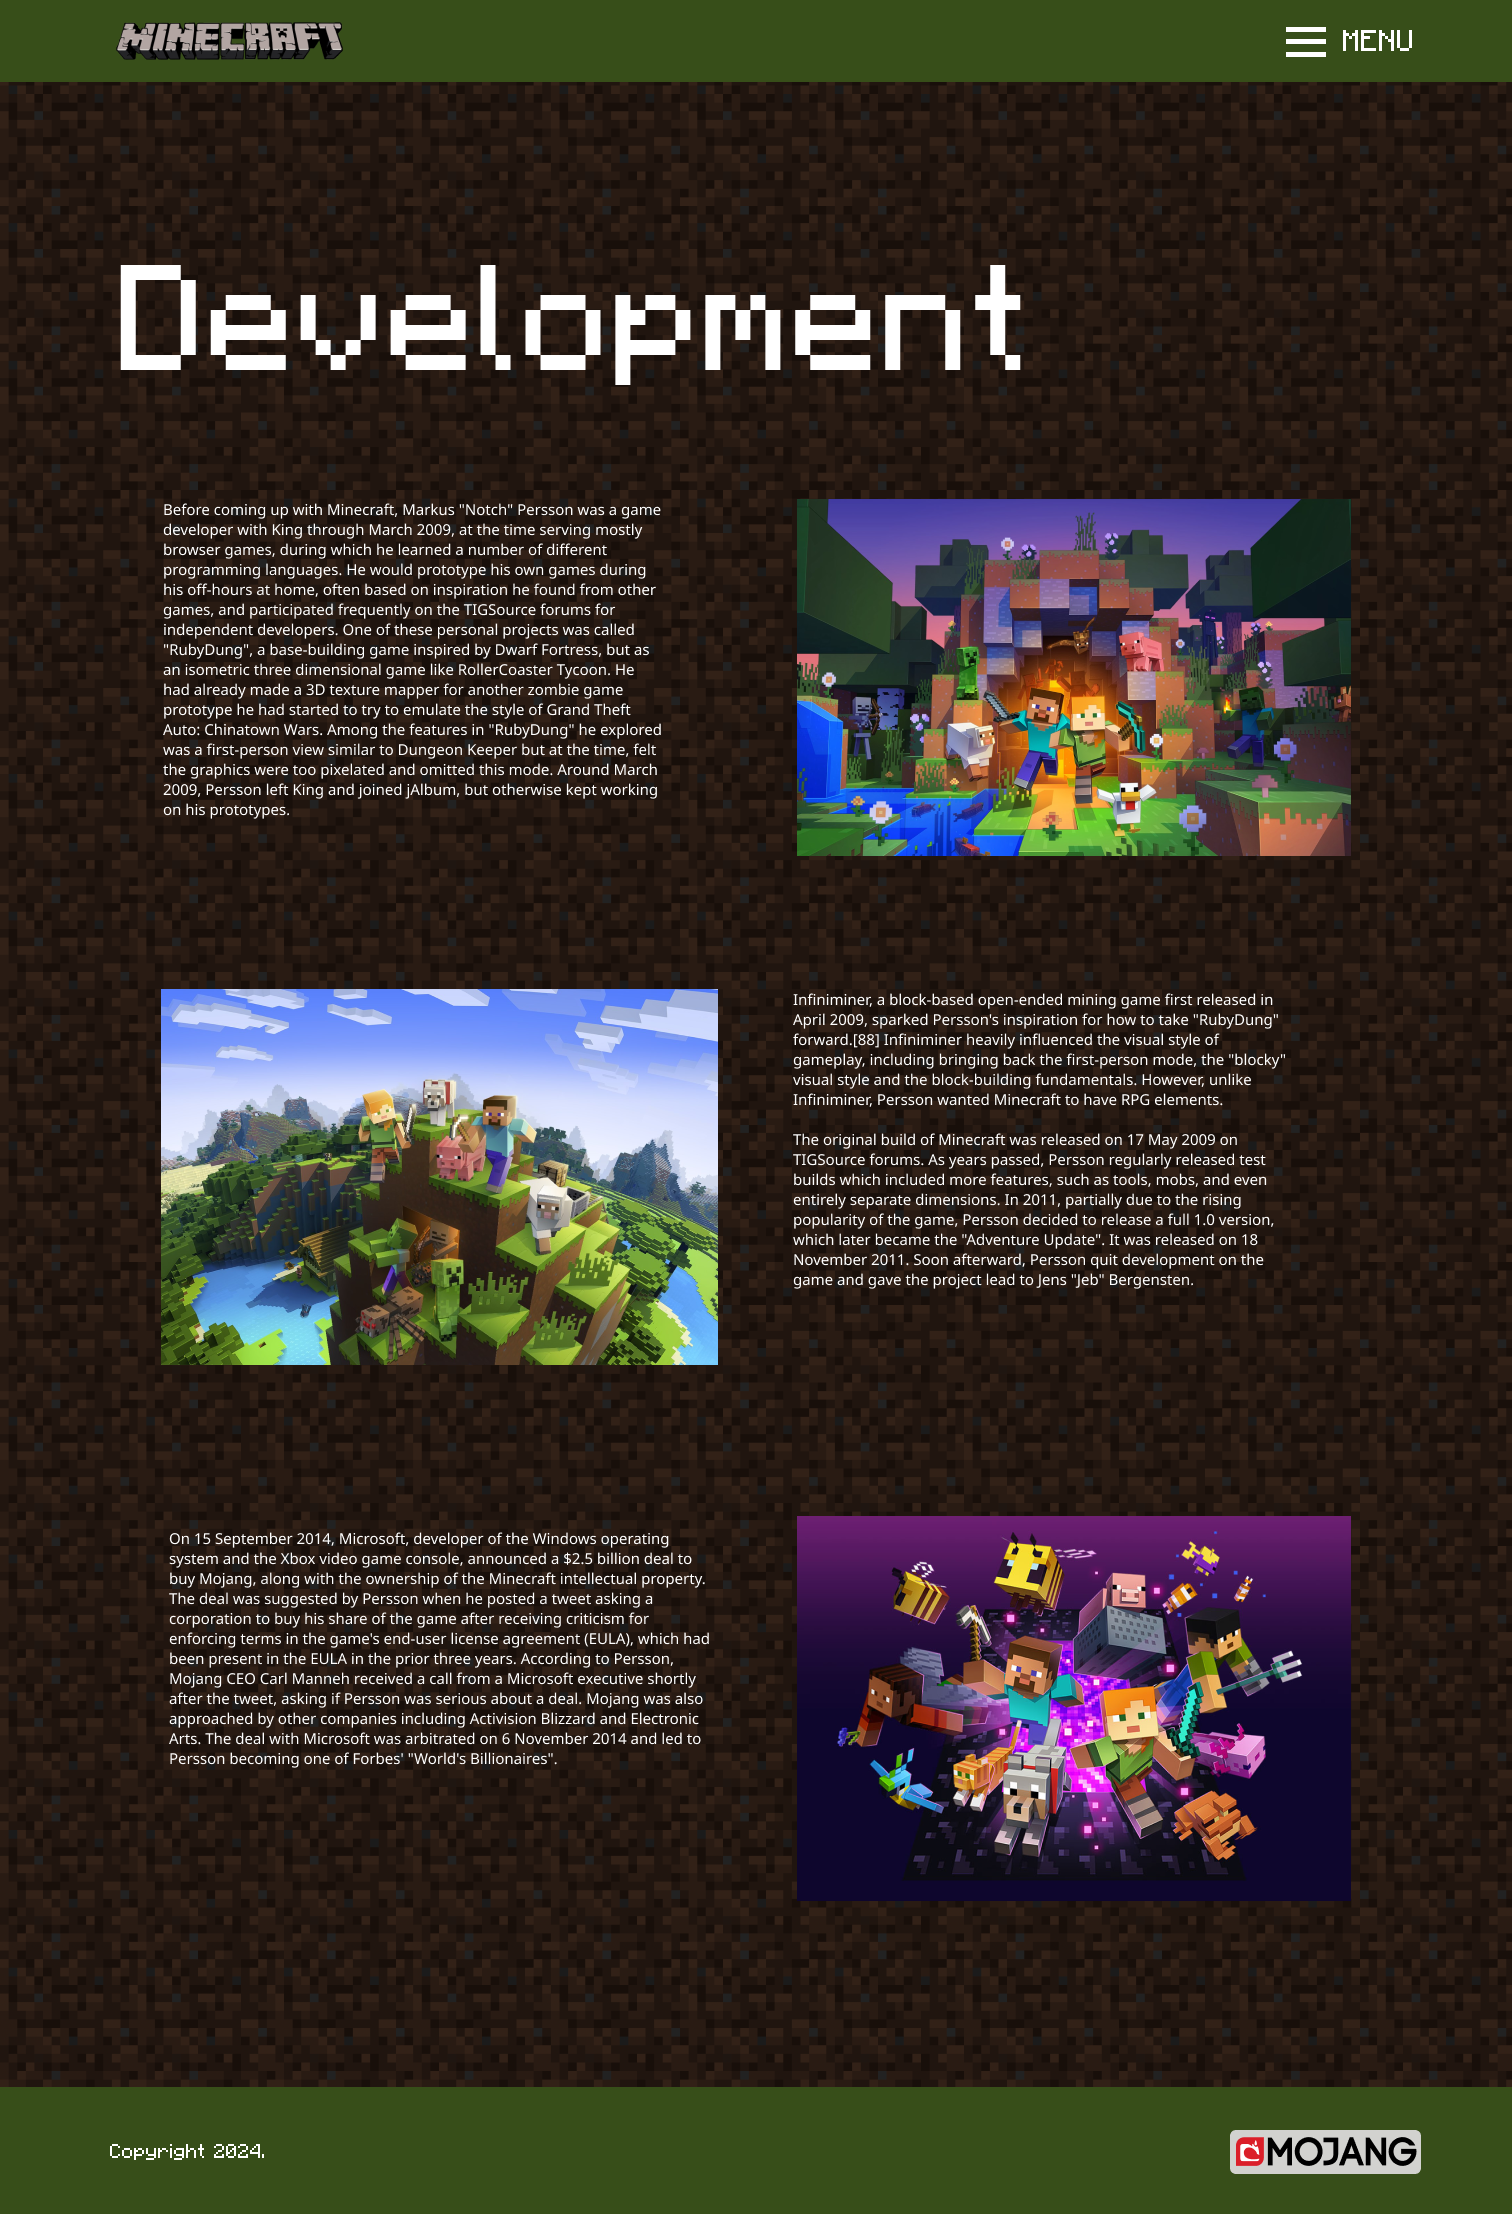 MINECRAFT
MENU
Development
Before coming up with Minecraft, Markus "Notch" Persson was a game
developer with King through March 2009, at the time serving mostly
browser games, during which he learned a number of different
programming languages. He would prototype his own games during
his off-hours at home, often based on inspiration he found from other
games, and participated frequently on the TIGSource forums for
independent developers. One of these personal projects was called
"RubyDung", a base-building game inspired by Dwarf Fortress, but as
an isometric three dimensional game like RollerCoaster Tycoon. He
had already made a 3D texture mapper for another zombie game
prototype he had started to try to emulate the style of Grand Theft
Auto: Chinatown Wars. Among the features in "RubyDung" he explored
was a first-person view similar to Dungeon Keeper but at the time, felt
the graphics were too pixelated and omitted this mode. Around March
2009, Persson left King and joined jAlbum, but otherwise kept working
on his prototypes.
Infiniminer, a block-based open-ended mining game first released in
April 2009, sparked Persson's inspiration for how to take "RubyDung"
forward.[88] Infiniminer heavily influenced the visual style of
gameplay, including bringing back the first-person mode, the "blocky"
visual style and the block-building fundamentals. However, unlike
Infiniminer, Persson wanted Minecraft to have RPG elements.
The original build of Minecraft was released on 17 May 2009 on
TIGSource forums. As years passed, Persson regularly released test
builds which included more features, such as tools, mobs, and even
entirely separate dimensions. In 2011, partially due to the rising
popularity of the game, Persson decided to release a full 1.0 version,
which later became the "Adventure Update". It was released on 18
November 2011. Soon afterward, Persson quit development on the
game and gave the project lead to Jens "Jeb" Bergensten.
On 15 September 2014, Microsoft, developer of the Windows operating
system and the Xbox video game console, announced a $2.5 billion deal to
buy Mojang, along with the ownership of the Minecraft intellectual property.
The deal was suggested by Persson when he posted a tweet asking a
corporation to buy his share of the game after receiving criticism for
enforcing terms in the game's end-user license agreement (EULA), which had
been present in the EULA in the prior three years. According to Persson,
Mojang CEO Carl Manneh received a call from a Microsoft executive shortly
after the tweet, asking if Persson was serious about a deal. Mojang was also
approached by other companies including Activision Blizzard and Electronic
Arts. The deal with Microsoft was arbitrated on 6 November 2014 and led to
Persson becoming one of Forbes' "World's Billionaires".
Copyright 2024.
MOJANG